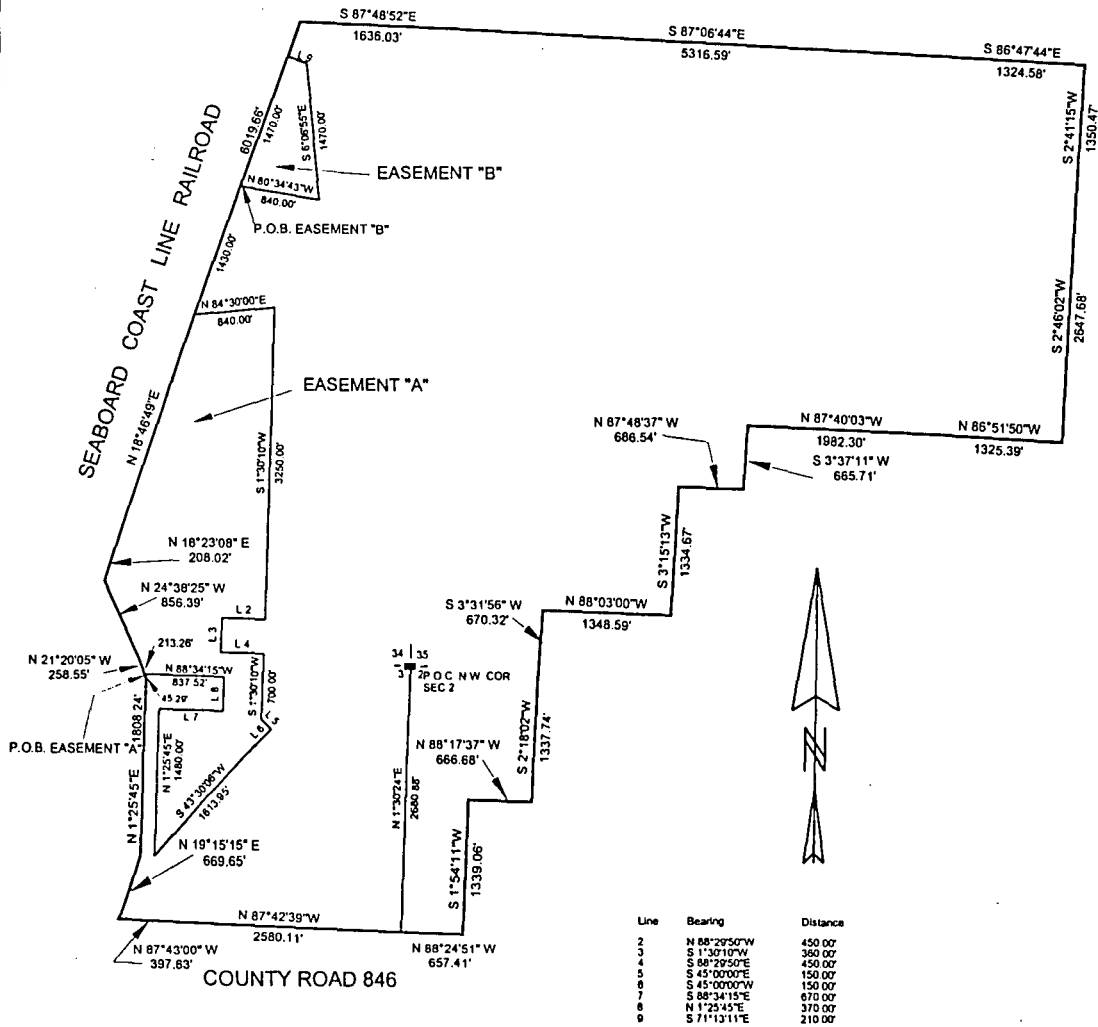 S 87°48'52"E
1636.03'
S 87°06'44"E
5316.59'
S 86°47'44"E
1324.58'
L 9
S 2°41'15"W
1350.47'
SEABOARD COAST LINE RAILROAD
6019.66'
1470.00'
S 6°06'55"E
1470.00'
EASEMENT "B"
N 80°34'43"W
840.00'
P.O.B. EASEMENT "B"
1430.00'
N 84°30'00"E
840.00'
S 2°46'02"W
2647.68'
EASEMENT "A"
N 18°46'49"E
S 1°30'10"W
3250.00'
N 87°48'37" W
686.54'
N 87°40'03"W
1982.30'
N 86°51'50"W
1325.39'
S 3°37'11" W
665.71'
N 18°23'08" E
208.02'
S 3°15'13"W
1334.67'
N 24°38'25" W
856.39'
L 2
L 3
L 4
S 3°31'56" W
670.32'
N 88°03'00"W
1348.59'
213.26'
N 21°20'05" W
258.55'
N 88°34'15"W
837.52'
45.29'
L 8
L 7
S 1°30'10"W
700.00'
L 5
L 6
34 35
3 2
P O C N W COR
SEC 2
P.O.B. EASEMENT "A"
1808.24'
N 1°25'45"E
N 1°25'45"E
1480.00'
S 43°30'06"W
1613.95'
N 1°30'24"E
2680.88'
N 88°17'37" W
666.68'
S 2°18'02"W
1337.74'
N
N 19°15'15" E
669.65'
S 1°54'11"W
1339.06'
N 87°42'39"W
2580.11'
N 87°43'00" W
397.63'
N 88°24'51" W
657.41'
COUNTY ROAD 846
Line Bearing Distance
2 N 88°29'50"W 450.00'
3 S 1°30'10"W 360.00'
4 S 88°29'50"E 450.00'
5 S 45°00'00"E 150.00'
6 S 45°00'00"W 150.00'
7 S 88°34'15"E 670.00'
8 N 1°25'45"E 370.00'
9 S 71°13'11"E 210.00'